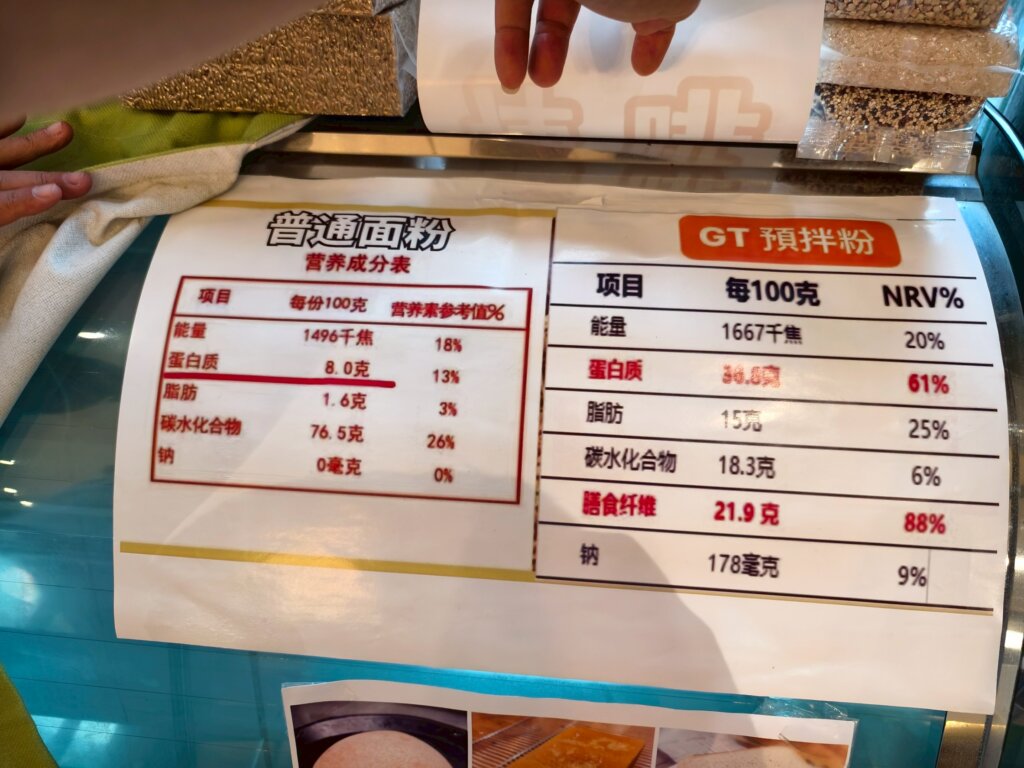 普通面粉
营养成分表
项目 每份100克 营养素参考值%
能量 1496千焦 18%
蛋白质 8.0克 13%
脂肪 1.6克 3%
碳水化合物 76.5克 26%
钠 0毫克 0%
GT 預拌粉
项目 每100克 NRV%
能量 1667千焦 20%
蛋白质 61%
脂肪 15克 25%
碳水化合物 18.3克 6%
膳食纤维 21.9 克 88%
钠 178毫克 9%